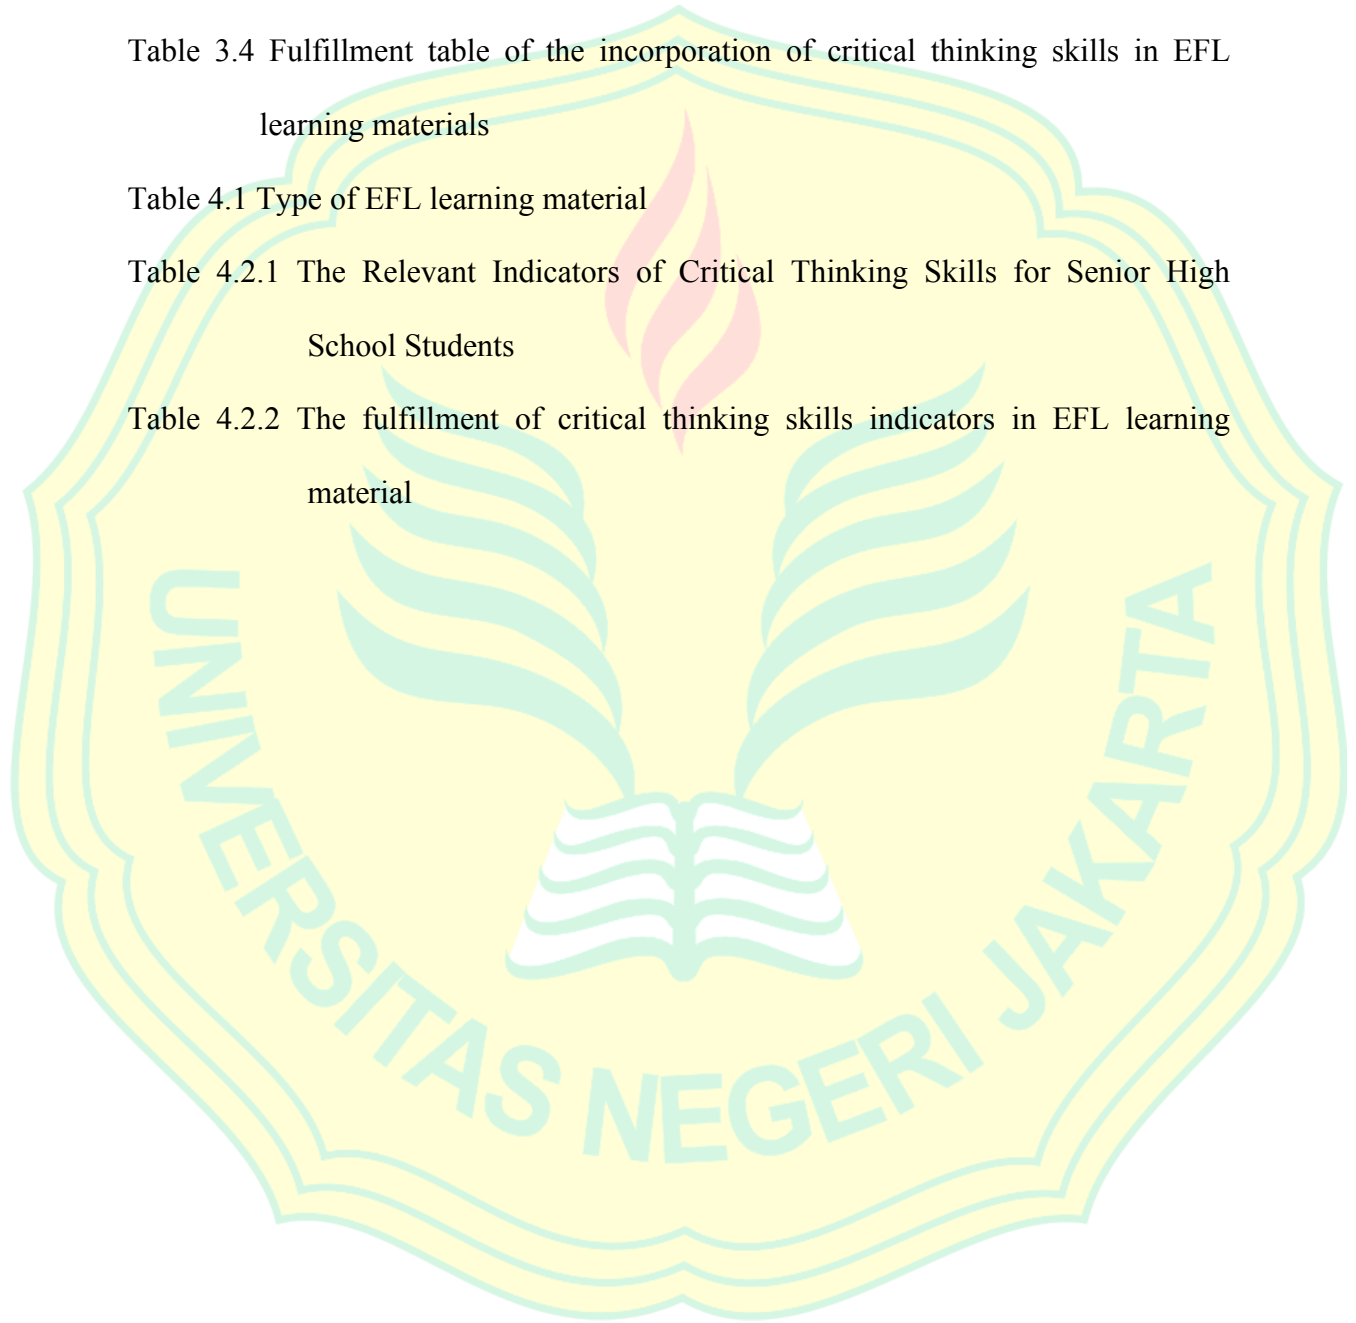 Table 3.4 Fulfillment table of the incorporation of critical thinking skills in EFL
learning materials
Table 4.1 Type of EFL learning material
Table 4.2.1 The Relevant Indicators of Critical Thinking Skills for Senior High
School Students
Table 4.2.2 The fulfillment of critical thinking skills indicators in EFL learning
material
UNIVERSITAS NEGERI JAKARTA